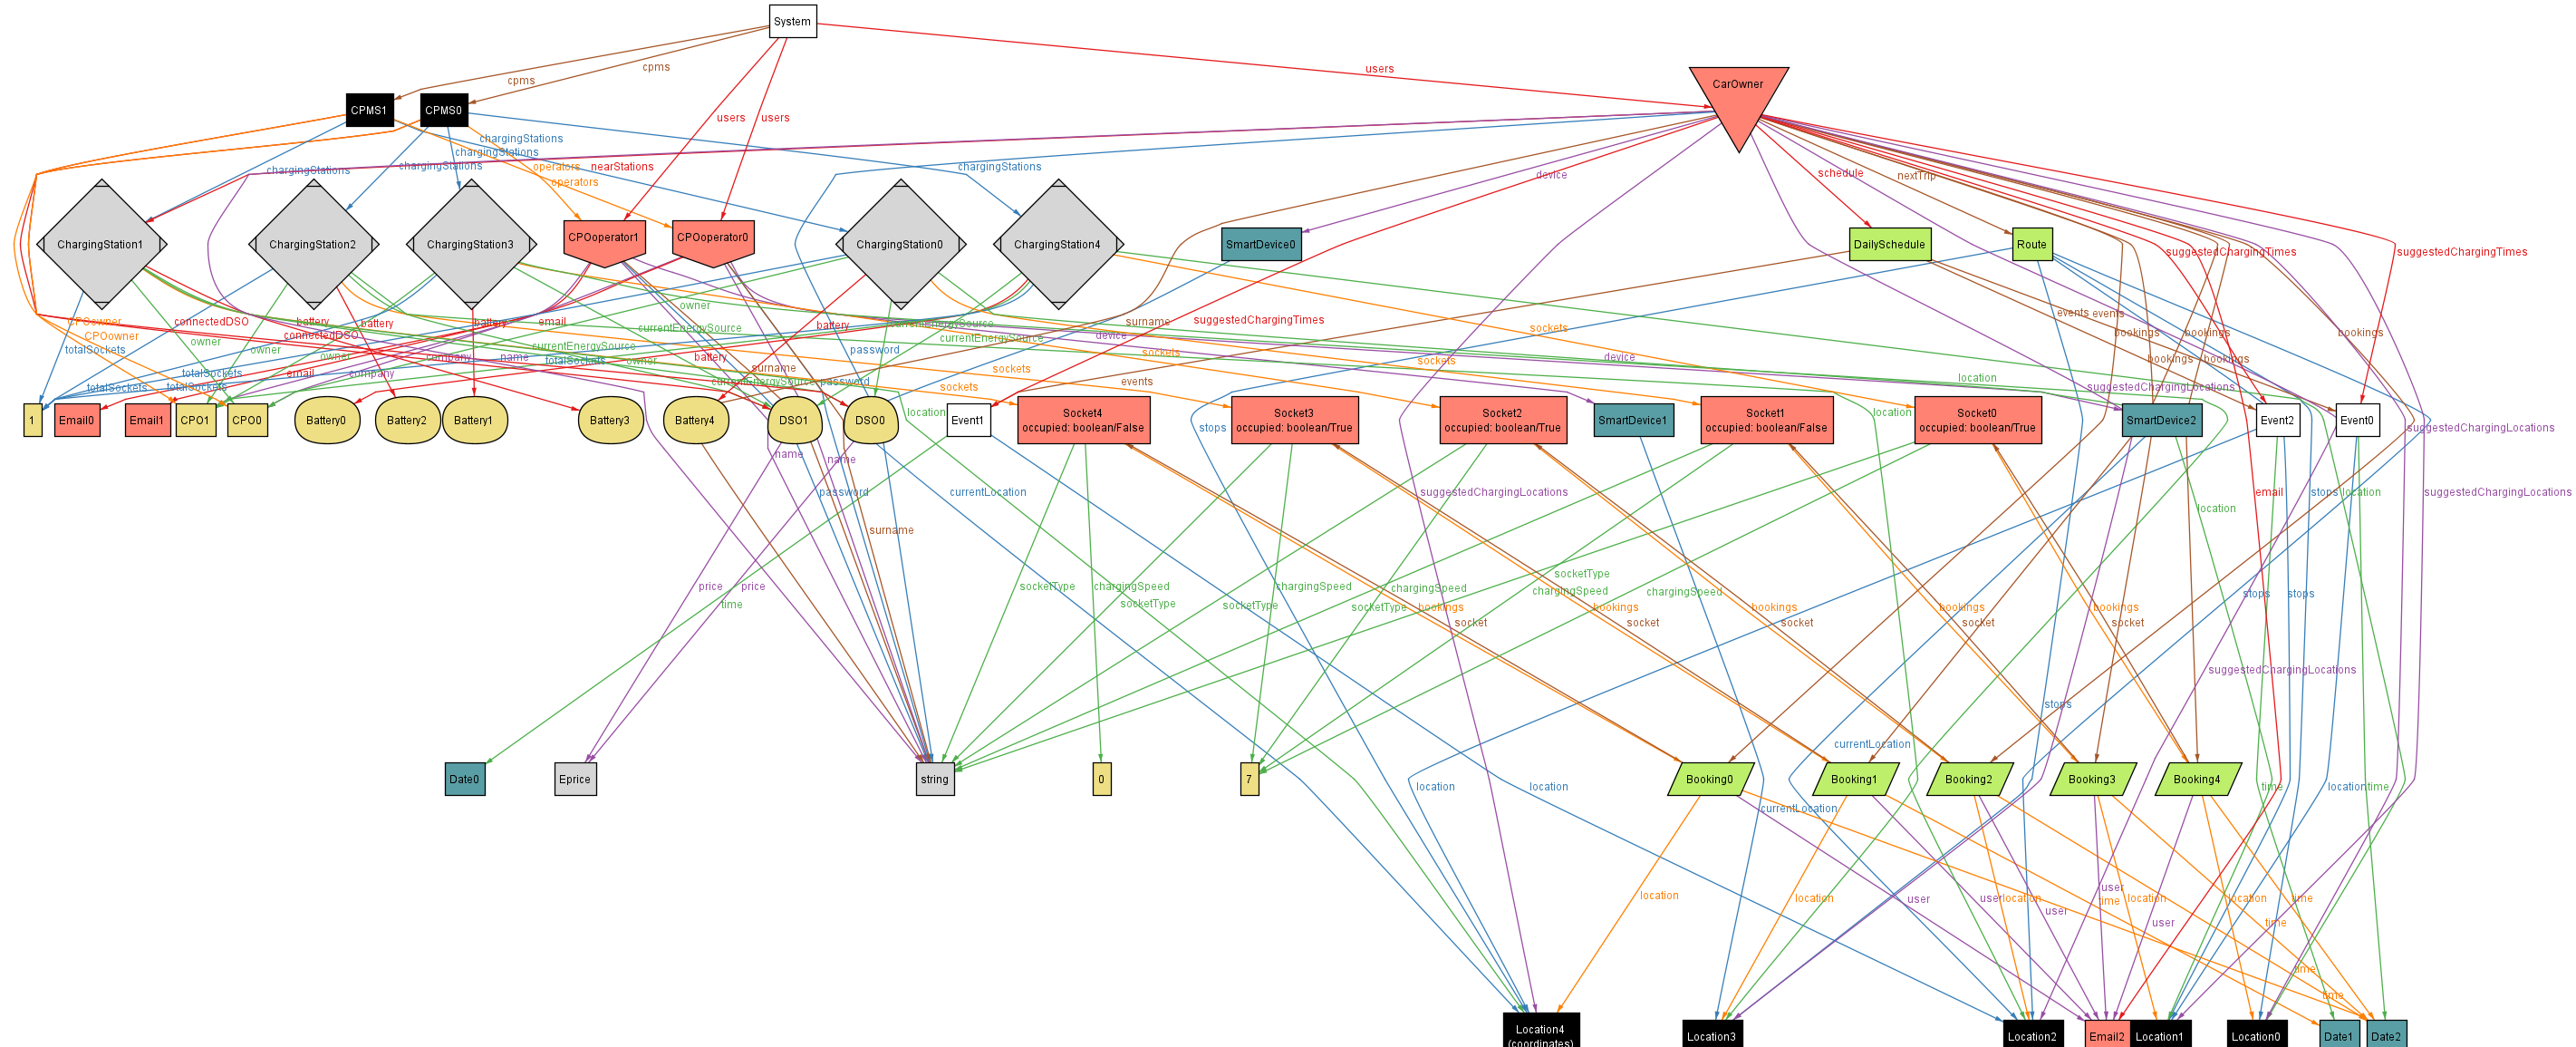 System
cpms
cpms
users
CarOwner
CPMS1
CPMS0
users
users
chargingStations
chargingStations
chargingStations
chargingStations
nearStations
operators
operators
chargingStations
device
schedule
nextTrip
ChargingStation1
ChargingStation2
ChargingStation3
CPOoperator1
CPOoperator0
ChargingStation0
ChargingStation4
SmartDevice0
DailySchedule
Route
suggestedChargingTimes
suggestedChargingTimes
owner
events
events
CPOowner
connectedDSO
battery
battery
battery
email
currentEnergySource
battery
currentEnergySource
surname
suggestedChargingTimes
sockets
bookings
bookings
bookings
CPOowner
totalSockets
owner
owner
owner
connectedDSO
currentEnergySource
company
name
totalSockets
owner
battery
password
currentEnergySource
device
sockets
sockets
device
bookings
bookings
totalSockets
totalSockets
totalSockets
email
company
surname
currentEnergySource
password
sockets
sockets
events
location
suggestedChargingLocations
1
Email0
Email1
CPO1
CPO0
Battery0
Battery2
Battery1
Battery3
Battery4
DSO1
DSO0
location
Event1
Socket4
occupied: boolean/False
Socket3
occupied: boolean/True
Socket2
occupied: boolean/True
SmartDevice1
Socket1
occupied: boolean/False
location
Socket0
occupied: boolean/True
SmartDevice2
Event2
Event0
stops
suggestedChargingLocations
name
name
password
currentLocation
suggestedChargingLocations
email
stops
location
suggestedChargingLocations
location
surname
price
price
time
socketType
chargingSpeed
socketType
socketType
chargingSpeed
socketType
chargingSpeed
socketType
chargingSpeed
chargingSpeed
bookings
socket
bookings
socket
bookings
socket
bookings
socket
bookings
socket
stops
stops
suggestedChargingLocations
stops
currentLocation
Date0
Eprice
string
0
7
location
location
currentLocation
Booking0
Booking1
Booking2
Booking3
Booking4
time
location
time
location
location
user
user
location
user
user
time
location
user
location
time
time
time
time
Location4
(coordinates)
Location3
Location2
Email2
Location1
Location0
Date1
Date2